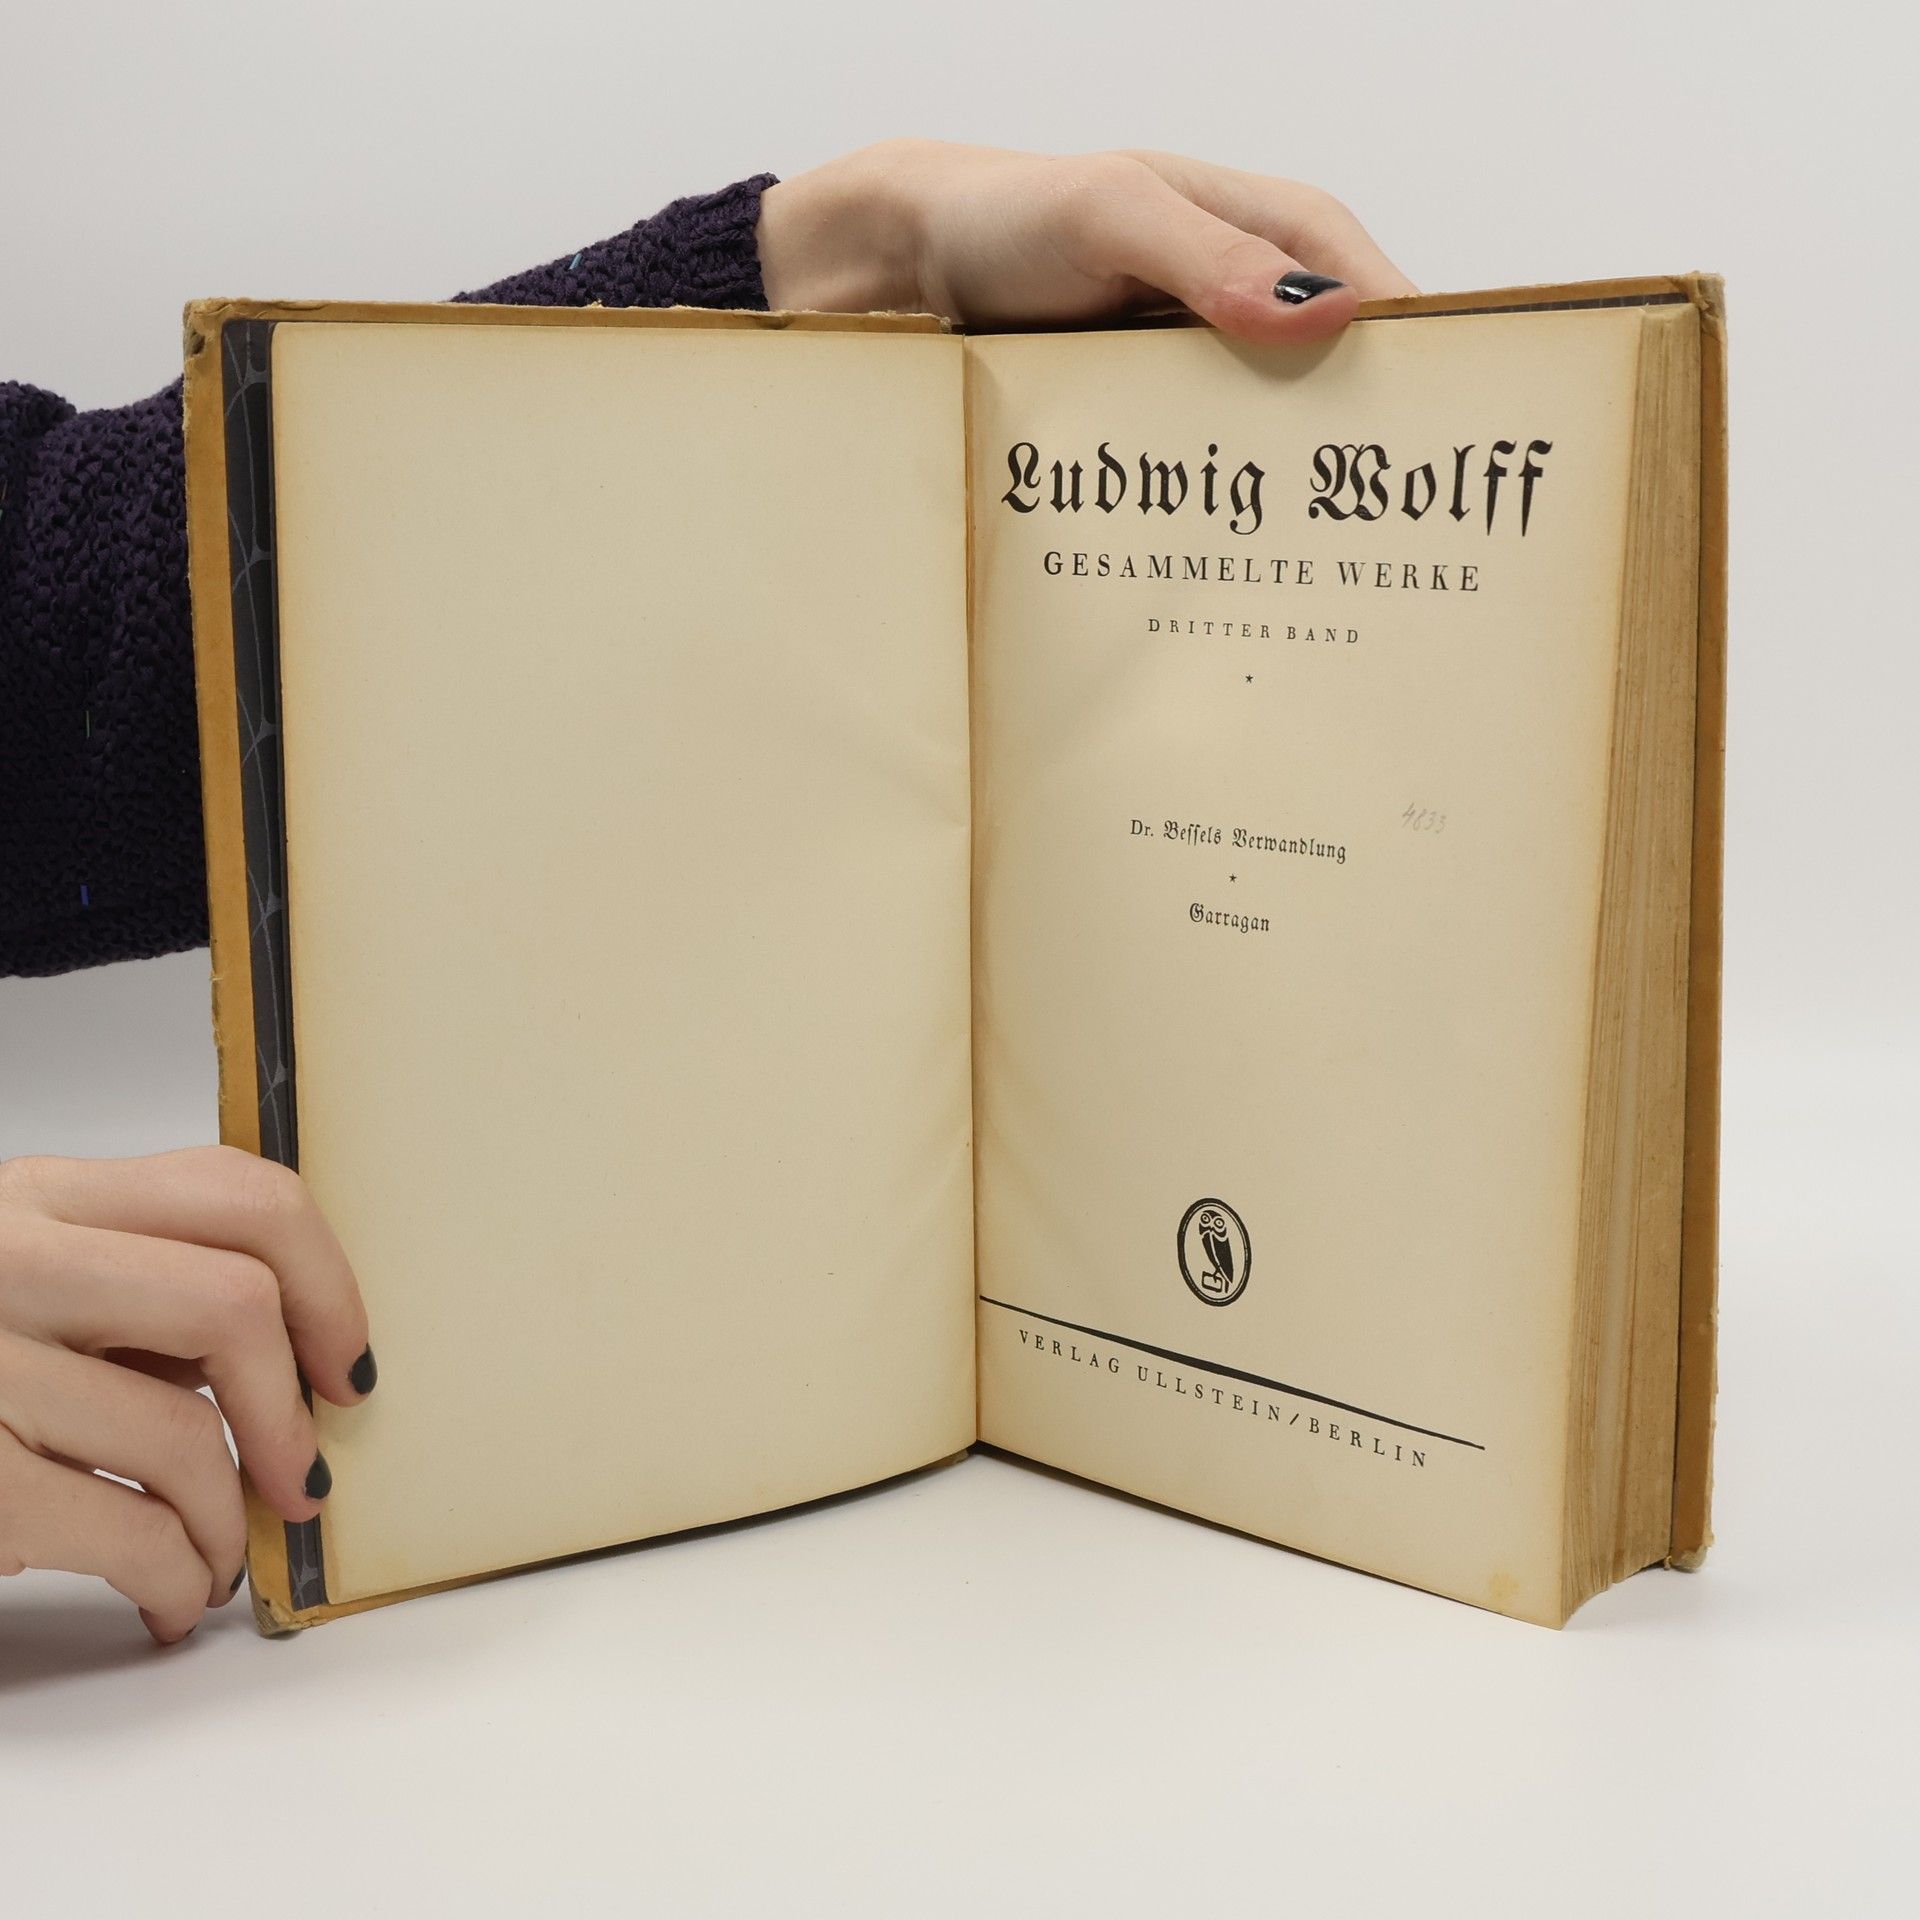 Ludwig Wolff
GESAMMELTE WERKE
DRITTER BAND
*
4833
Dr. Beſſels Verwandlung
*
Garragan
VERLAG ULLSTEIN/BERLIN